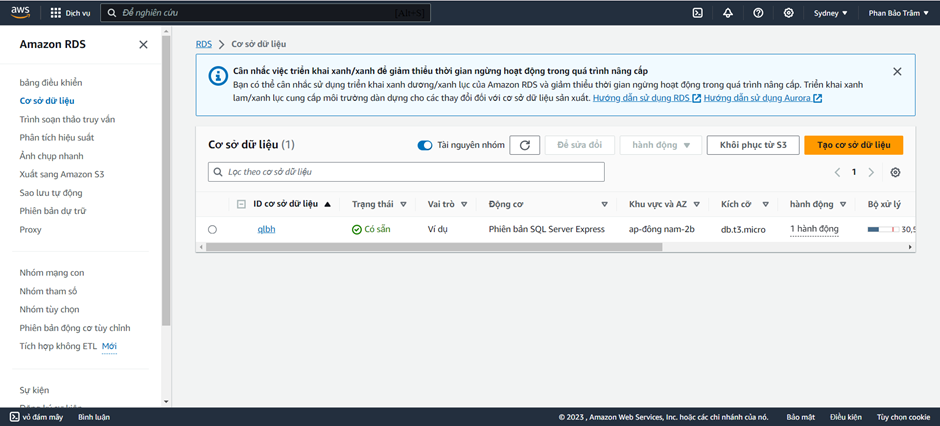 aws
Dịch vụ
Để nghiên cứu
[Alt+S]
Sydney
Phan Bảo Trâm
Amazon RDS
bảng điều khiển
Cơ sở dữ liệu
Trình soạn thảo truy vấn
Phân tích hiệu suất
Ảnh chụp nhanh
Xuất sang Amazon S3
Sao lưu tự động
Phiên bản dự trữ
Proxy
Nhóm mạng con
Nhóm tham số
Nhóm tùy chọn
Phiên bản động cơ tùy chỉnh
Tích hợp không ETL Mới
Sự kiện
RDS > Cơ sở dữ liệu
Cân nhắc việc triển khai xanh/xanh để giảm thiểu thời gian ngừng hoạt động trong quá trình nâng cấp
Bạn có thể cân nhắc sử dụng triển khai xanh dương/xanh lục của Amazon RDS và giảm thiểu thời gian ngừng hoạt động trong quá trình nâng cấp. Triển khai xanh
lam/xanh lục cung cấp môi trường dàn dựng cho các thay đổi đối với cơ sở dữ liệu sản xuất. Hướng dẫn sử dụng RDS Hướng dẫn sử dụng Aurora
Cơ sở dữ liệu (1)
Tài nguyên nhóm
Để sửa đổi
hành động
Khôi phục từ S3
Tạo cơ sở dữ liệu
Lọc theo cơ sở dữ liệu
1
ID cơ sở dữ liệu Trạng thái Vai trò Động cơ Khu vực và AZ Kích cỡ hành động Bộ xử lý
qlbh Có sẵn Ví dụ Phiên bản SQL Server Express ap-đông nam-2b db.t3.micro 1 hành động 30,5
vỏ đám mây Bình luận
© 2023 , Amazon Web Services, Inc. hoặc các chi nhánh của nó. Bảo mật Điều kiện Tùy chọn cookie